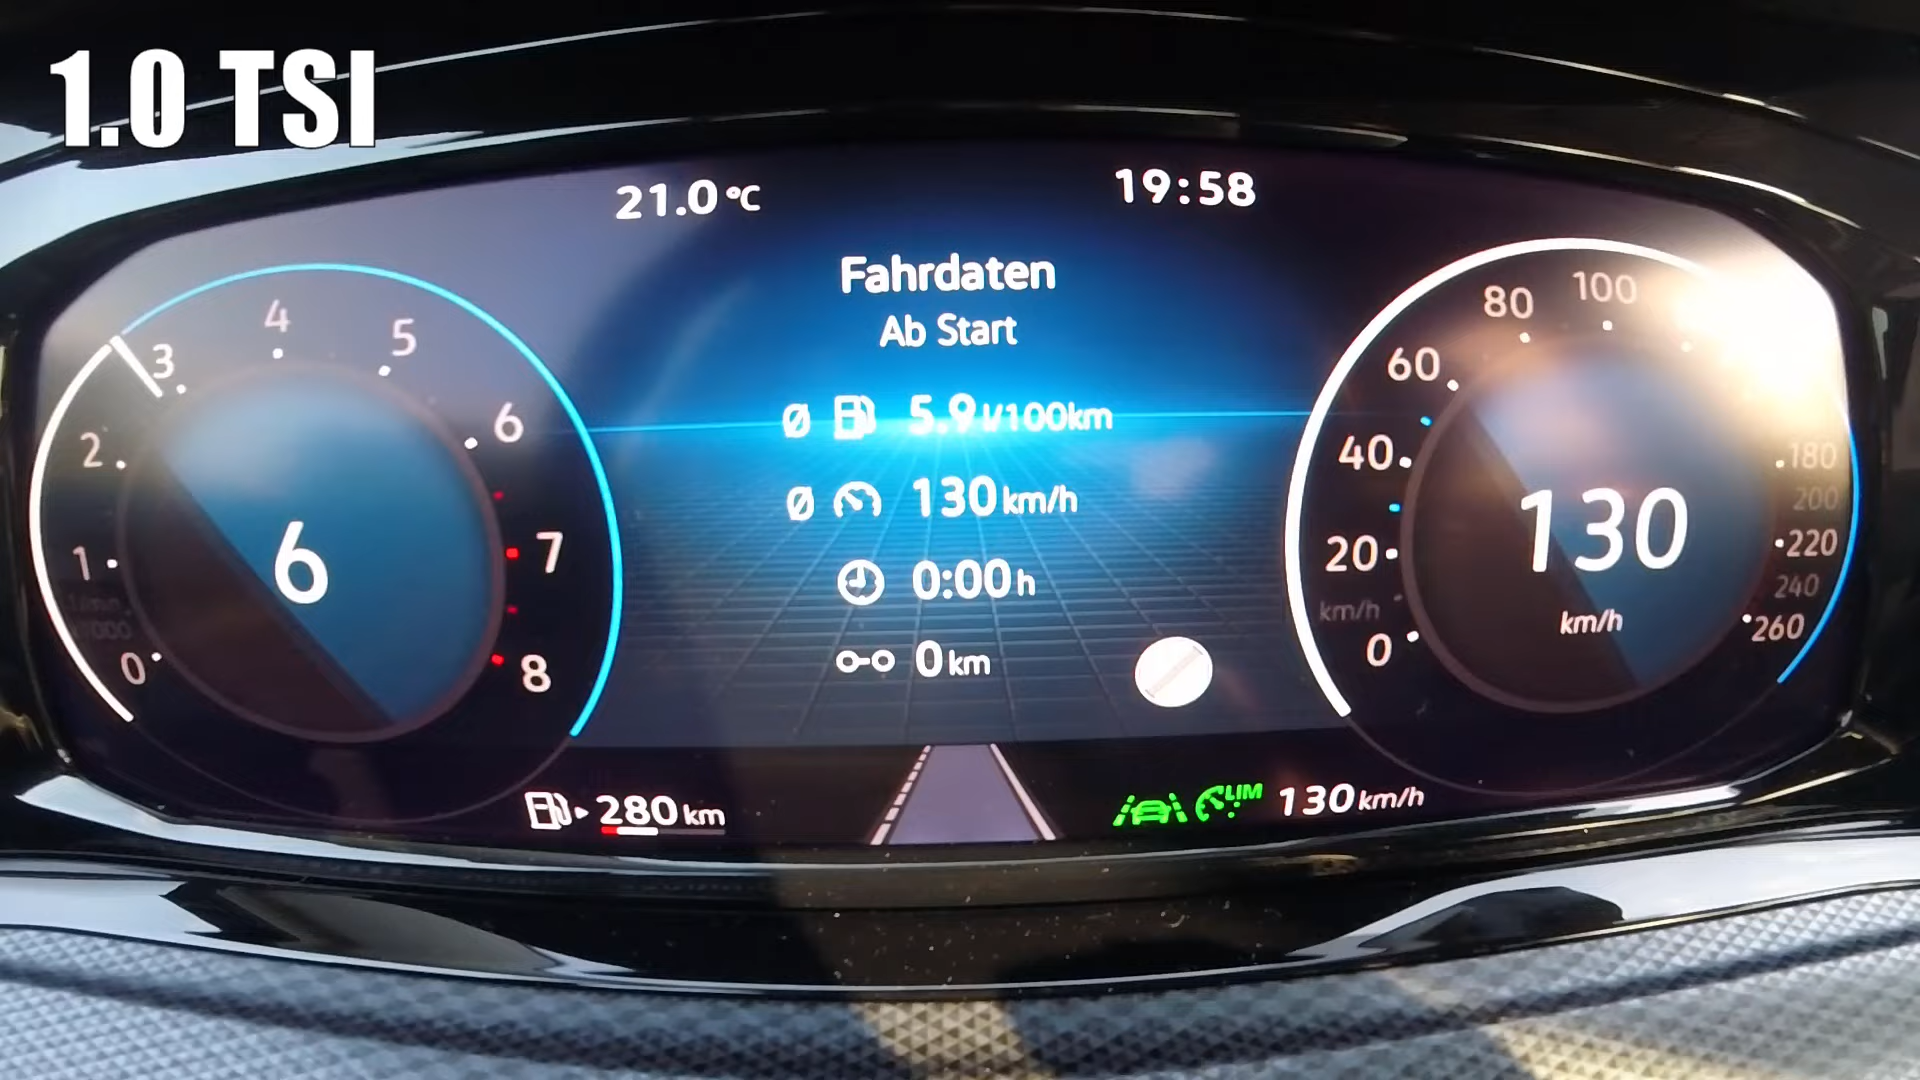 1.0 TSI
21.0 °C
19:58
Fahrdaten
Ab Start
Ø 5.9 l/100km
Ø 130 km/h
0:00 h
0 km
0
1
2
3
4
5
6
7
8
6
0
km/h
20
40
60
80
100
180
200
220
240
260
130
km/h
280 km
LIM
130 km/h